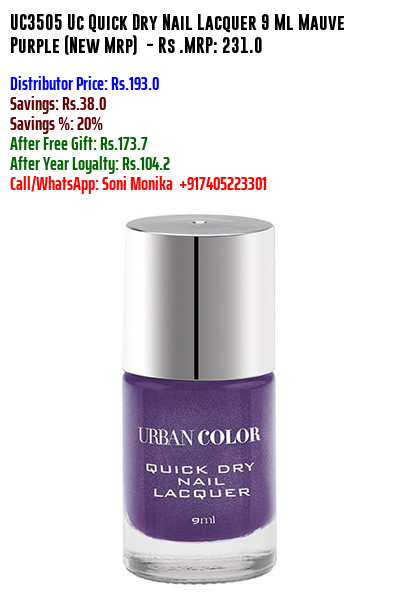 UC3505 Uc Quick Dry Nail Lacquer 9 Ml Mauve
Purple (New Mrp) - Rs .MRP: 231.0
Distributor Price: Rs.193.0
Savings: Rs.38.0
Savings %: 20%
After Free Gift: Rs.173.7
After Year Loyalty: Rs.104.2
Call/WhatsApp: Soni Monika +917405223301
URBAN COLOR
QUICK DRY
NAIL
LACQUER
9ml